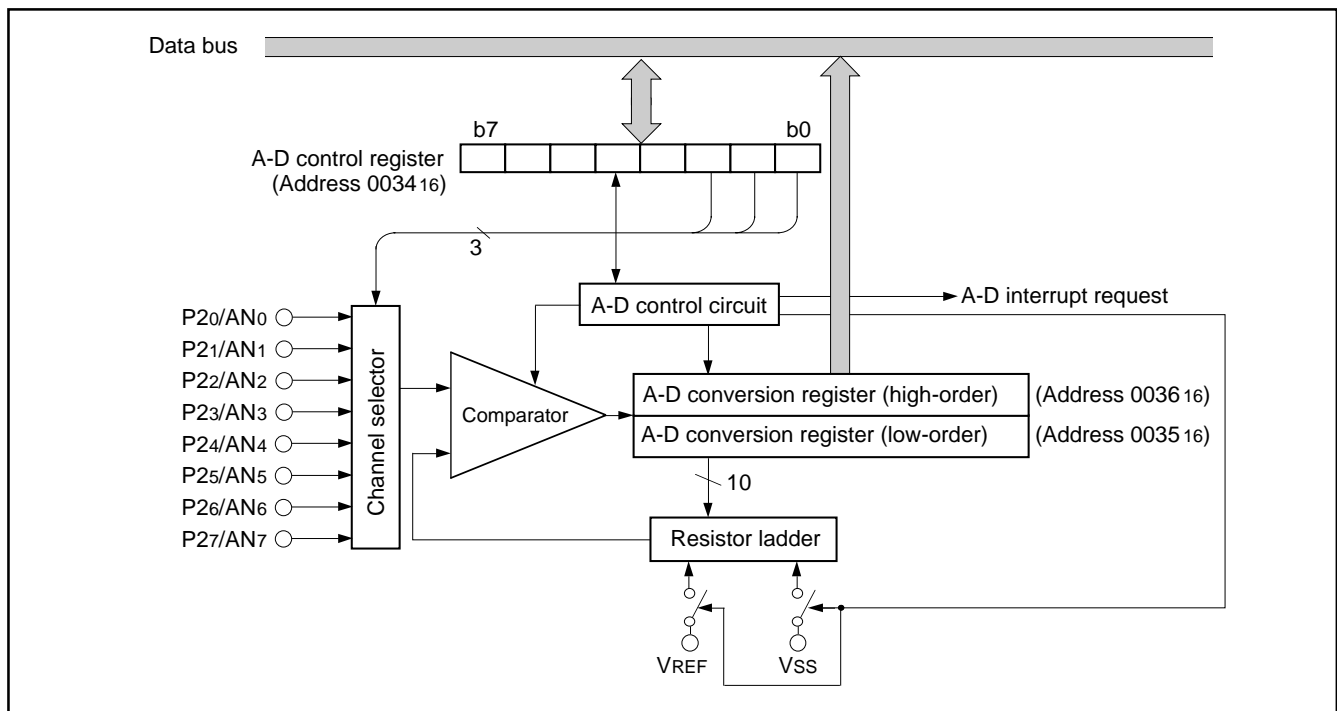 Data bus
b7 b0
A-D control register
(Address 003416)
3
A-D control circuit
A-D interrupt request
P20/AN0
P21/AN1
P22/AN2
P23/AN3
P24/AN4
P25/AN5
P26/AN6
P27/AN7
Channel selector
Comparator
A-D conversion register (high-order) (Address 003616)
A-D conversion register (low-order) (Address 003516)
10
Resistor ladder
VREF VSS